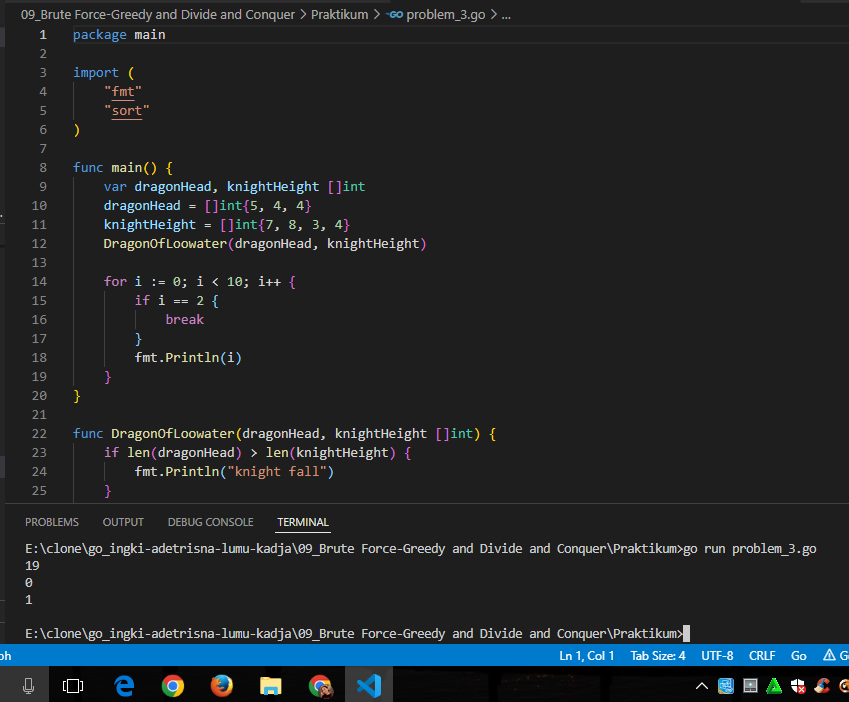 09_Brute Force-Greedy and Divide and Conquer > Praktikum > GO problem_3.go > ...
1 package main
2
3 import (
4 "fmt"
5 "sort"
6 )
7
8 func main() {
9 var dragonHead, knightHeight []int
10 dragonHead = []int{5, 4, 4}
11 knightHeight = []int{7, 8, 3, 4}
12 DragonOfLoowater(dragonHead, knightHeight)
13
14 for i := 0; i < 10; i++ {
15 if i == 2 {
16 break
17 }
18 fmt.Println(i)
19 }
20 }
21
22 func DragonOfLoowater(dragonHead, knightHeight []int) {
23 if len(dragonHead) > len(knightHeight) {
24 fmt.Println("knight fall")
25 }
PROBLEMS OUTPUT DEBUG CONSOLE TERMINAL
E:\clone\go_ingki-adetrisna-lumu-kadja\09_Brute Force-Greedy and Divide and Conquer\Praktikum>go run problem_3.go
19
0
1
E:\clone\go_ingki-adetrisna-lumu-kadja\09_Brute Force-Greedy and Divide and Conquer\Praktikum>
ph Ln 1, Col 1 Tab Size: 4 UTF-8 CRLF Go G